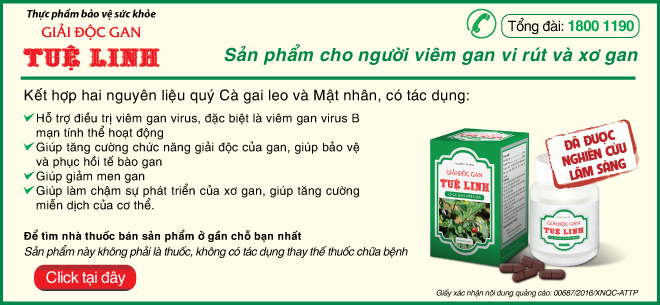 Thực phẩm bảo vệ sức khỏe
GIẢI ĐỘC GAN
TUỆ LINH
Tổng đài: 1800 1190
Sản phẩm cho người viêm gan vi rút và xơ gan
Kết hợp hai nguyên liệu quý Cà gai leo và Mật nhân, có tác dụng:
Hỗ trợ điều trị viêm gan virus, đặc biệt là viêm gan virus B
mạn tính thể hoạt động
Giúp tăng cường chức năng giải độc của gan, giúp bảo vệ
và phục hồi tế bào gan
Giúp giảm men gan
Giúp làm chậm sự phát triển của xơ gan, giúp tăng cường
miễn dịch của cơ thể.
ĐÃ ĐƯỢC
NGHIÊN CỨU
LÂM SÀNG
GIẢI ĐỘC GAN
TUỆ LINH
GIẢI ĐỘC GAN
TUỆ LINH
Để tìm nhà thuốc bán sản phẩm ở gần chỗ bạn nhất
Sản phẩm này không phải là thuốc, không có tác dụng thay thế thuốc chữa bệnh
Click tại đây
Giấy xác nhận nội dung quảng cáo: 00687/2016/XNQC-ATTP